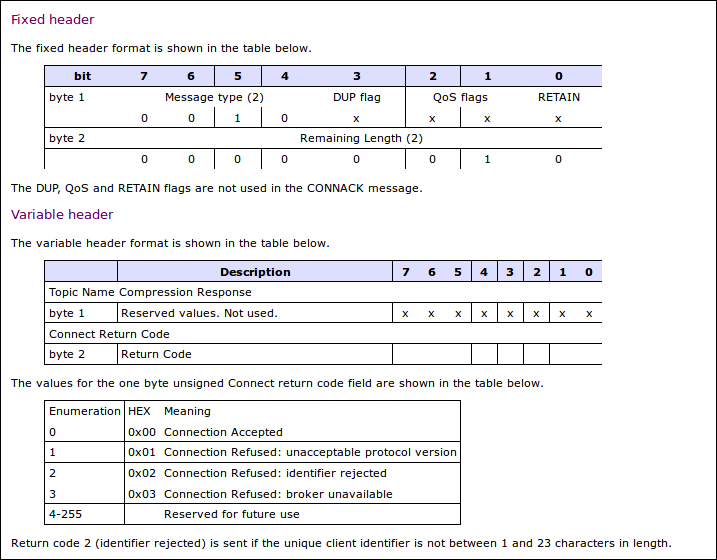 Fixed header
The fixed header format is shown in the table below.
bit 7 6 5 4 3 2 1 0
byte 1 Message type (2) DUP flag QoS flags RETAIN
0 0 1 0 x x x x
byte 2 Remaining Length (2)
0 0 0 0 0 0 1 0
The DUP, QoS and RETAIN flags are not used in the CONNACK message.
Variable header
The variable header format is shown in the table below.
Description 7 6 5 4 3 2 1 0
Topic Name Compression Response
byte 1 Reserved values. Not used. x x x x x x x x
Connect Return Code
byte 2 Return Code
The values for the one byte unsigned Connect return code field are shown in the table below.
Enumeration HEX Meaning
0 0x00 Connection Accepted
1 0x01 Connection Refused: unacceptable protocol version
2 0x02 Connection Refused: identifier rejected
3 0x03 Connection Refused: broker unavailable
4-255 Reserved for future use
Return code 2 (identifier rejected) is sent if the unique client identifier is not between 1 and 23 characters in length.